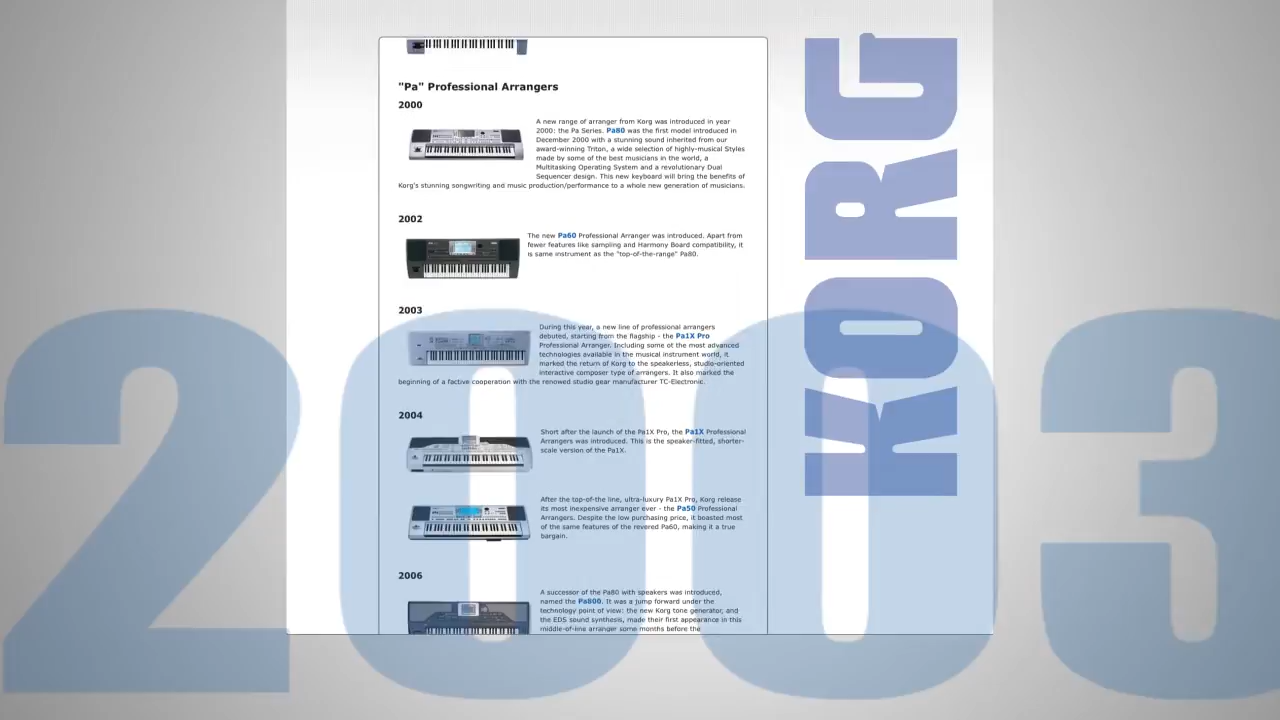 "Pa" Professional Arrangers
2000
A new range of arranger from Korg was introduced in year
2000: the Pa Series. Pa80 was the first model introduced in
December 2000 with a stunning sound inherited from our
award-winning Triton, a wide selection of highly-musical Styles
made by some of the best musicians in the world, a
Multitasking Operating System and a revolutionary Dual
Sequencer design. This new keyboard will bring the benefits of
Korg's stunning songwriting and music production/performance to a whole new generation of musicians.
2002
The new Pa60 Professional Arranger was introduced. Apart from
fewer features like sampling and Harmony Board compatibility, it
is same instrument as the "top-of-the-range" Pa80.
2003
During this year, a new line of professional arrangers
debuted, starting from the flagship - the Pa1X Pro
Professional Arranger. Including some ot the most advanced
technologies available in the musical instrument world, it
marked the return of Korg to the speakerless, studio-oriented
interactive composer type of arrangers. It also marked the
beginning of a factive cooperation with the renowed studio gear manufacturer TC-Electronic.
2004
Short after the launch of the Pa1X Pro, the Pa1X Professional
Arrangers was introduced. This is the speaker-fitted, shorter-
scale version of the Pa1X.
After the top-of-the line, ultra-luxury Pa1X Pro, Korg release
its most inexpensive arranger ever - the Pa50 Professional
Arrangers. Despite the low purchasing price, it boasted most
of the same features of the revered Pa60, making it a true
bargain.
2006
A successor of the Pa80 with speakers was introduced,
named the Pa800. It was a jump forward under the
technology point of view: the new Korg tone generator, and
the EDS sound synthesis, made their first appearance in this
middle-of-line arranger some months before the
KORG
2003